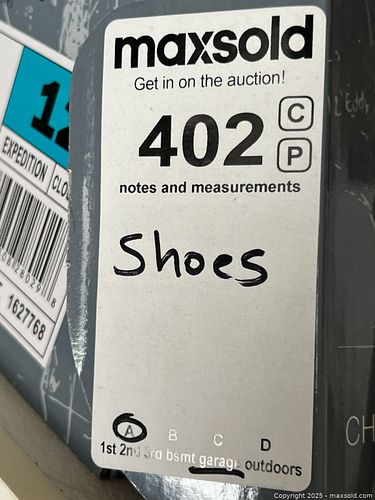 maxsold
Get in on the auction!
402
C
P
notes and measurements
Shoes
A B C D
1st 2nd 3rd bsmt garage outdoors
EXPEDITION
1627768
CH
Copyright 2025 - maxsold.com